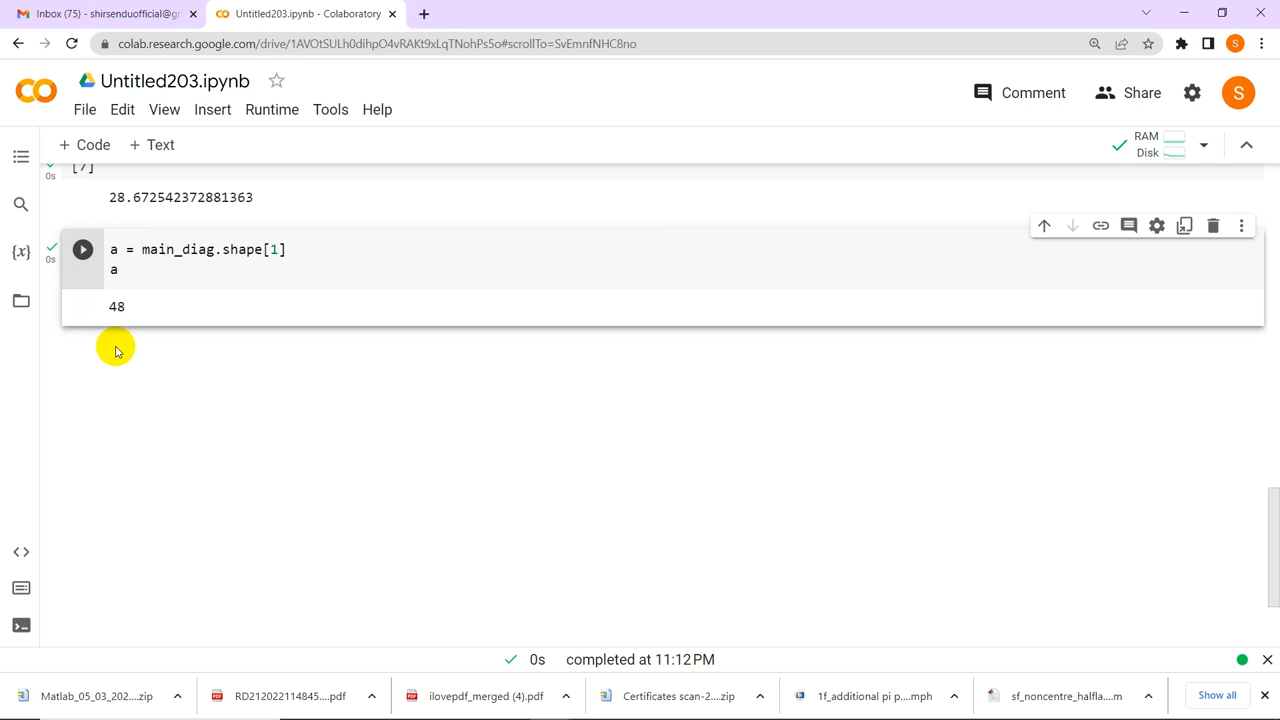 Inbox (75) - shirsenduofficial@gr
Untitled203.ipynb - Colaboratory
colab.research.google.com/drive/1AVOtSULh0dihpO4vRAKt9xLqTNohPs5o#scrollTo=SvEmnfNHC8no
Untitled203.ipynb
Comment
Share
S
File Edit View Insert Runtime Tools Help
+ Code + Text
RAM
Disk
[7]
0s
28.672542372881363
0s
a = main_diag.shape[1]
a
48
0s completed at 11:12 PM
Matlab_05_03_202....zip
RD212022114845....pdf
ilovepdf_merged (4).pdf
Certificates scan-2....zip
1f_additional pi p....mph
sf_noncentre_halfla....m
Show all